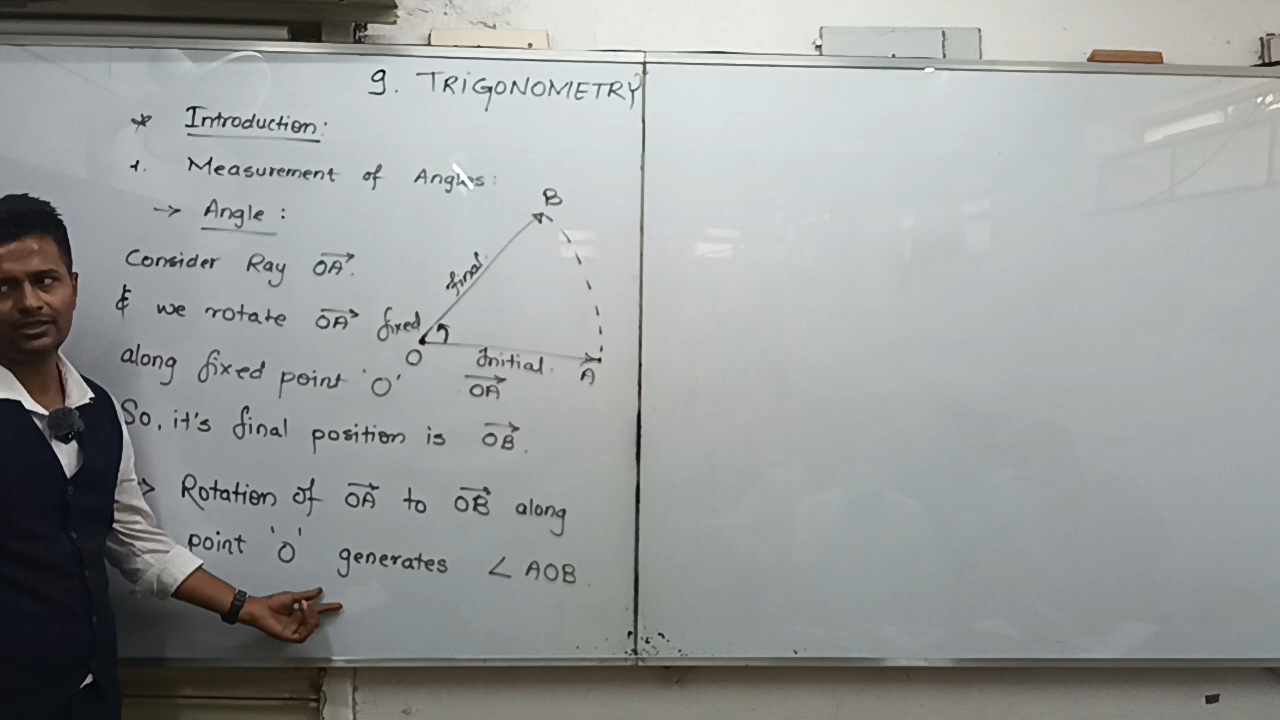 9. TRIGONOMETRY
* Introduction:
1. Measurement of Angles:
→ Angle:
Consider Ray OA.
& we rotate OA fixed
along fixed point 'O'
So, it's final position is OB.
> Rotation of OA to OB along
point 'O' generates ∠ AOB
B
final
O
Initial
A
OA